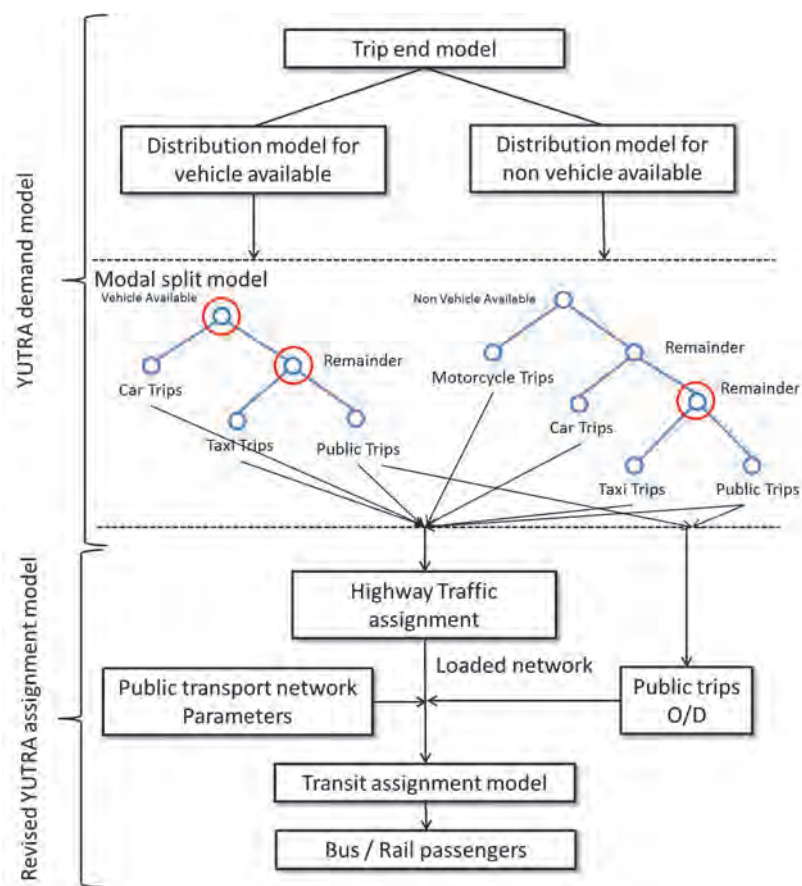 Trip end model
Distribution model for
vehicle available
Distribution model for
non vehicle available
YUTRA demand model
Modal split model
Vehicle Available
Non Vehicle Available
Remainder
Car Trips
Taxi Trips
Public Trips
Remainder
Motorcycle Trips
Remainder
Car Trips
Taxi Trips
Public Trips
Revised YUTRA assignment model
Highway Traffic
assignment
Loaded network
Public transport network
Parameters
Public trips
O/D
Transit assignment model
Bus / Rail passengers